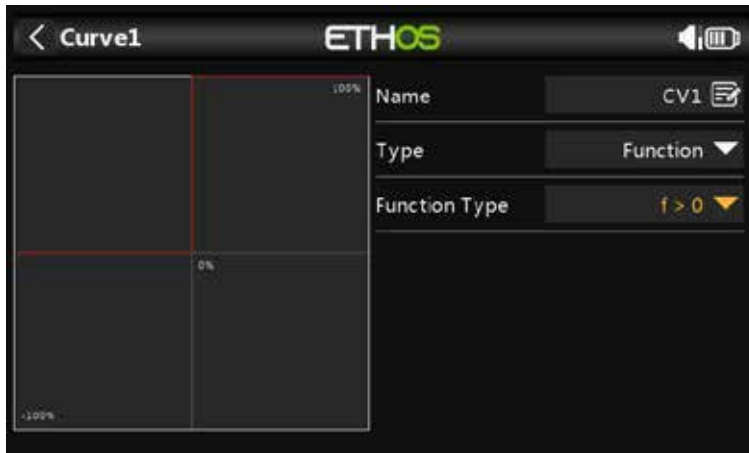 Curve1
ETHOS
100%
Name
CV1
Type
Function
Function Type
f > 0
0%
-100%